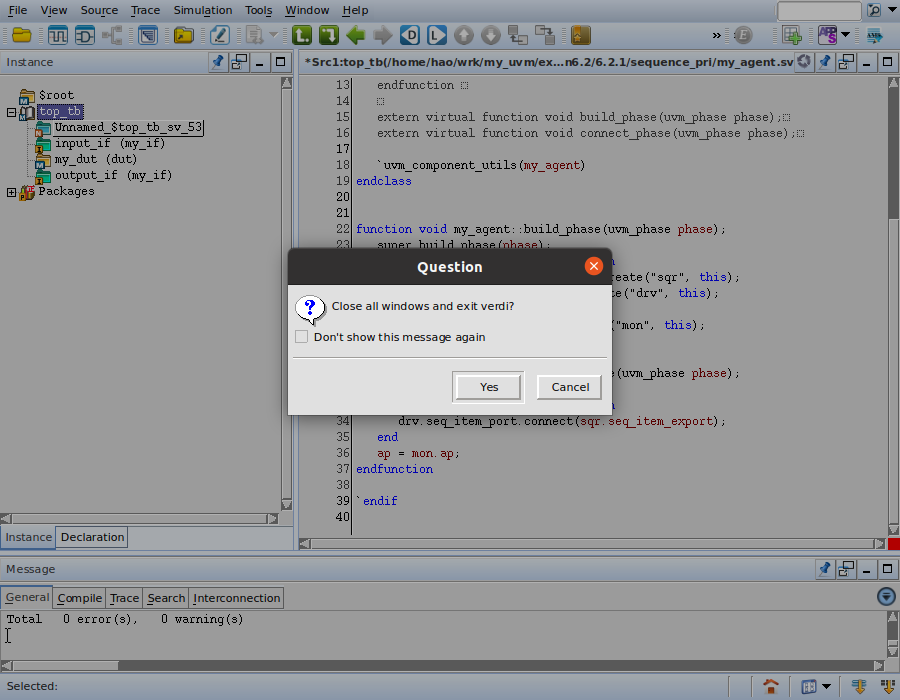 File View Source Trace Simulation Tools Window Help
»
Instance
*Src1:top_tb(/home/hao/wrk/my_uvm/ex...n6.2/6.2.1/sequence_pri/my_agent.sv
$root
top_tb
Unnamed_$top_tb_sv_53
input_if (my_if)
my_dut (dut)
output_if (my_if)
Packages
13 endfunction
14
15 extern virtual function void build_phase(uvm_phase phase);
16 extern virtual function void connect_phase(uvm_phase phase);
17
18 `uvm_component_utils(my_agent)
19 endclass
20
21
22 function void my_agent::build_phase(uvm_phase phase);
23 super.build_phase(phase);
Question
Close all windows and exit verdi?
Don't show this message again
Yes Cancel
reate("sqr", this);
te("drv", this);
("mon", this);
(uvm_phase phase);
34 drv.seq_item_port.connect(sqr.seq_item_export);
35 end
36 ap = mon.ap;
37 endfunction
38
39 `endif
40
Instance Declaration
Message
General Compile Trace Search Interconnection
Total 0 error(s), 0 warning(s)
Selected: